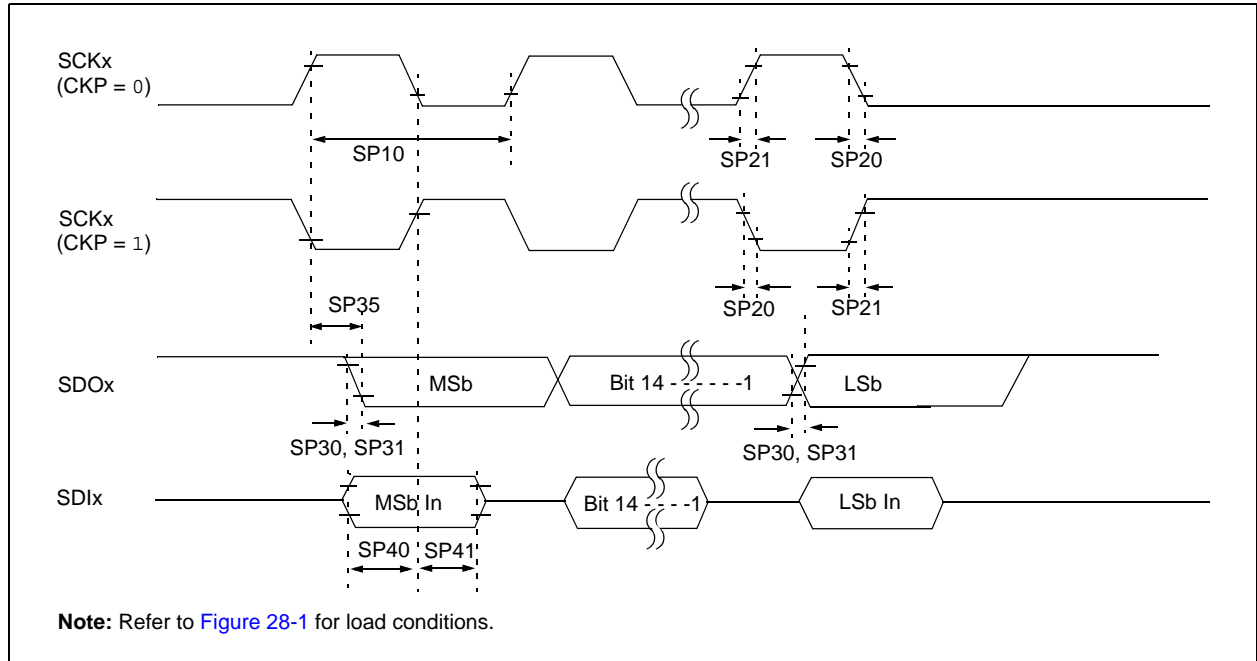 SCKx
(CKP = 0)
SP10
SP21
SP20
SCKx
(CKP = 1)
SP35
SP20
SP21
SDOx
MSb
Bit 14 - - - - - -1
LSb
SP30, SP31
SP30, SP31
SDIx
MSb In
Bit 14 - - - -1
LSb In
SP40
SP41
Note: Refer to Figure 28-1 for load conditions.